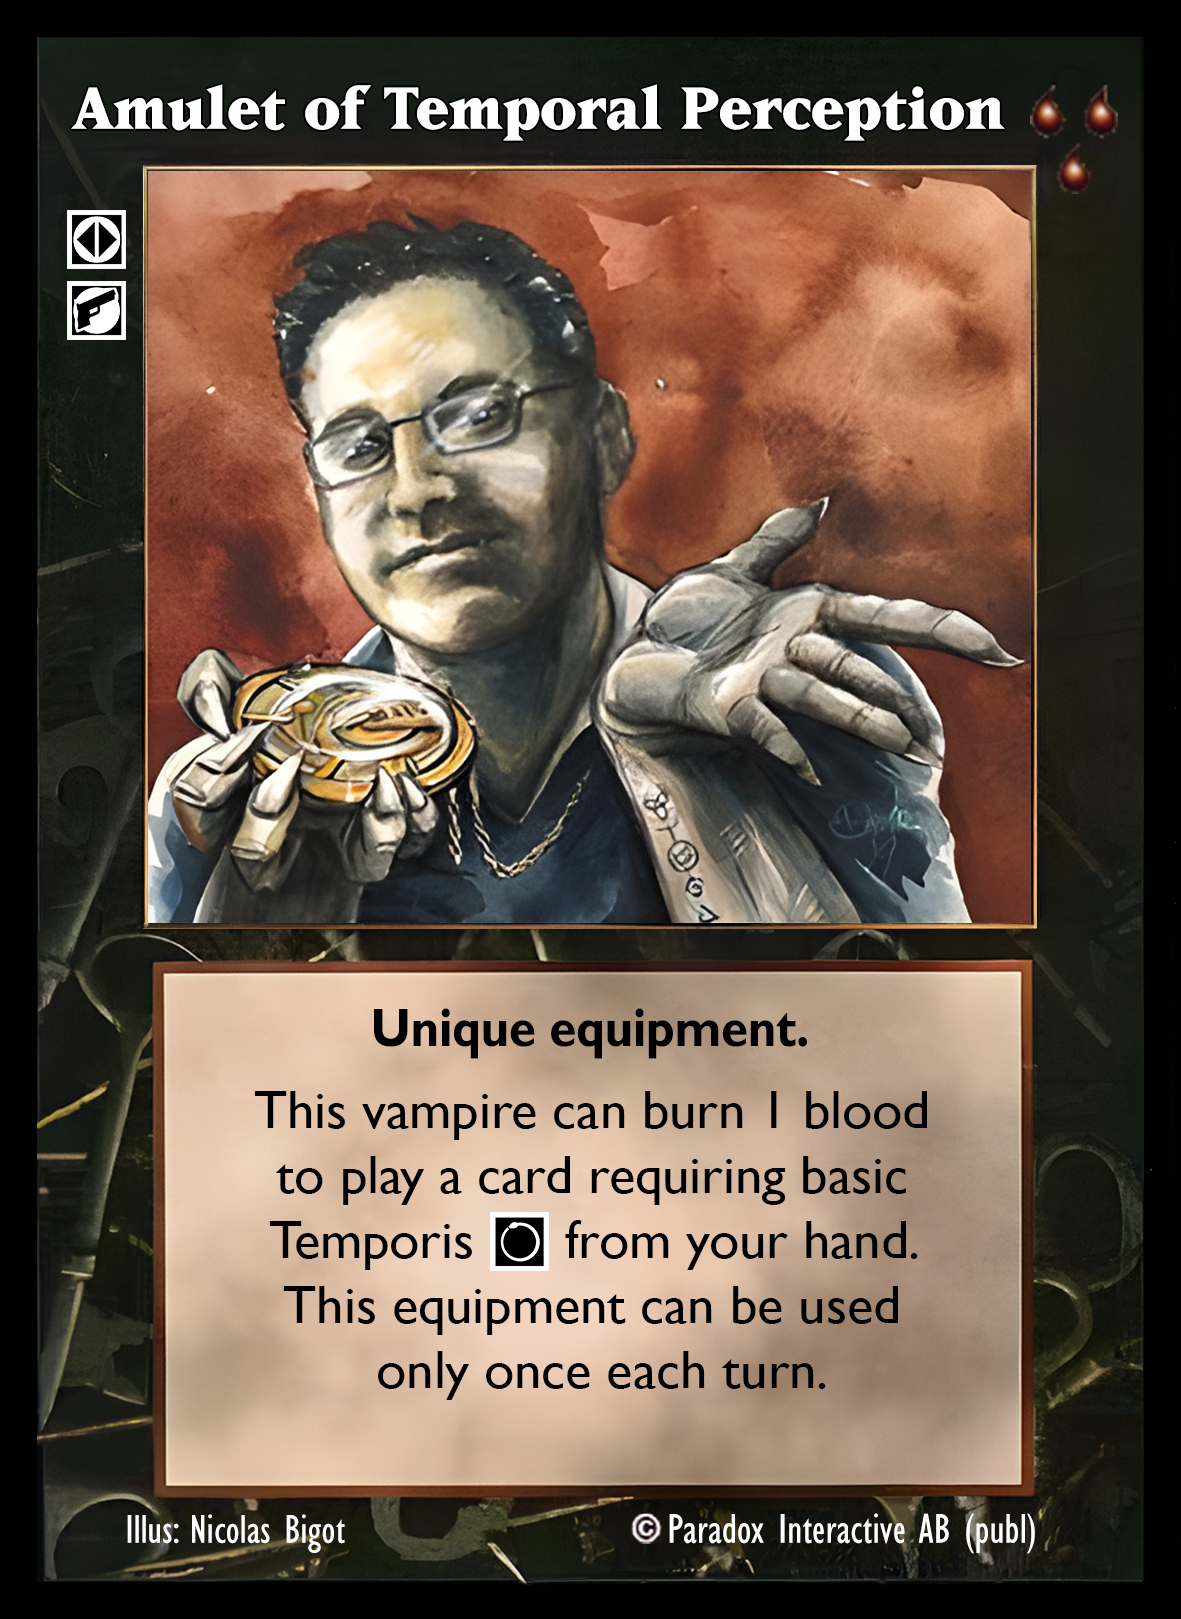 Amulet of Temporal Perception
Unique equipment.
This vampire can burn 1 blood
to play a card requiring basic
Temporis from your hand.
This equipment can be used
only once each turn.
Illus: Nicolas Bigot
© Paradox Interactive AB (publ)